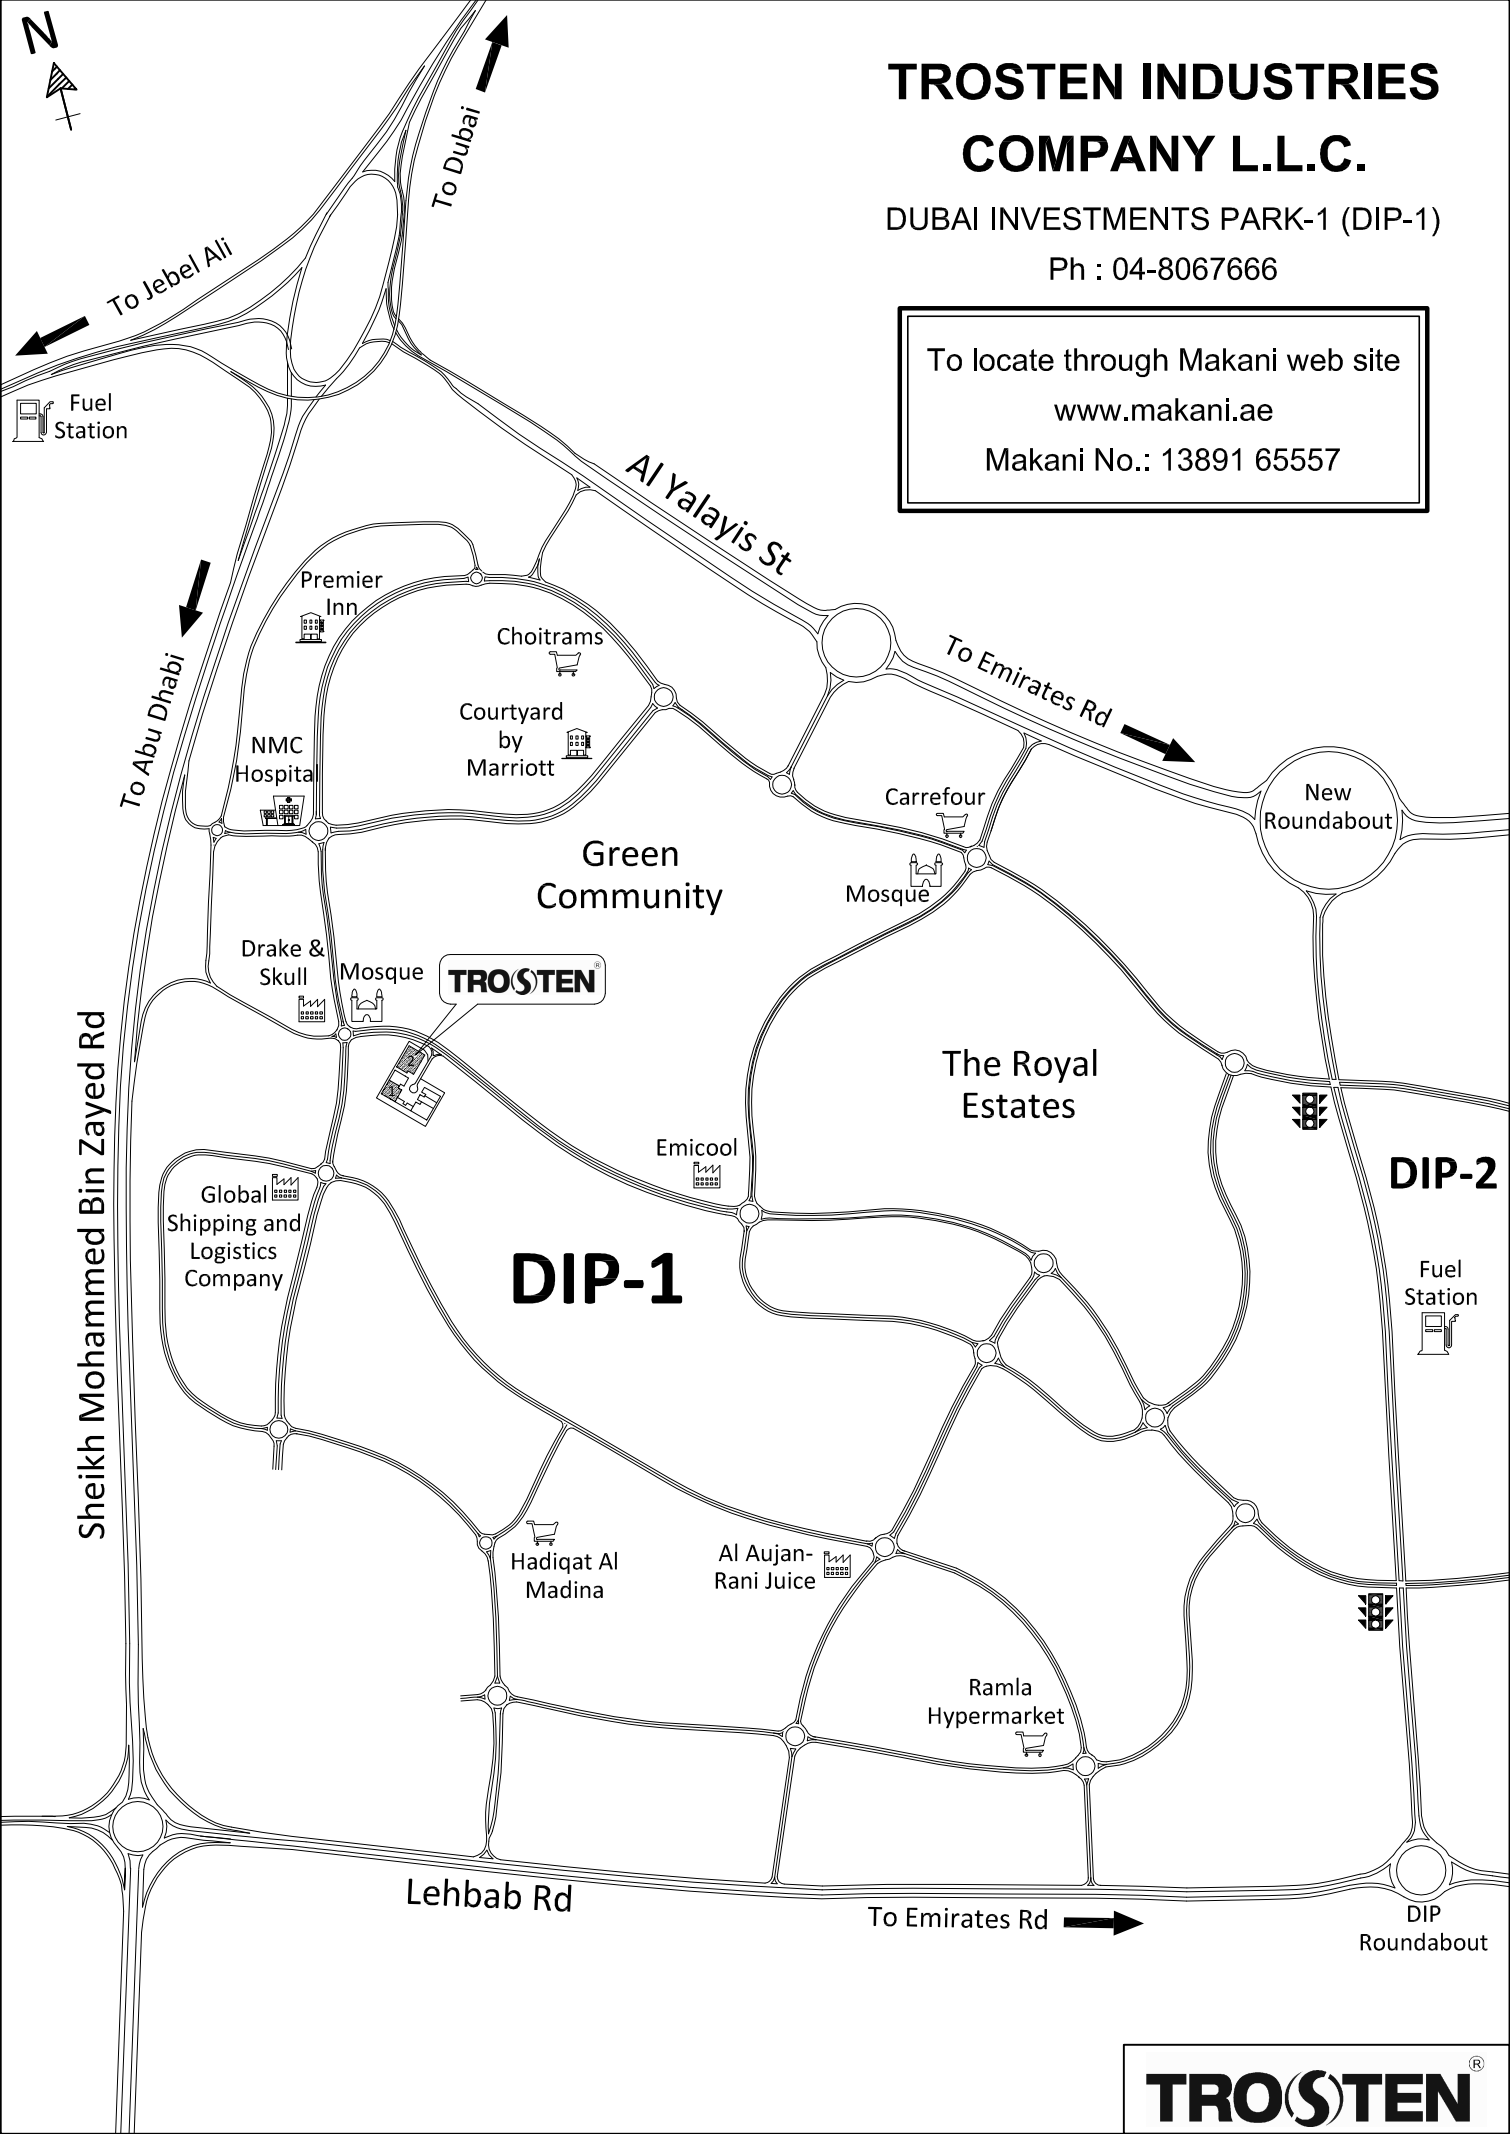 N
To Dubai
TROSTEN INDUSTRIES
COMPANY L.L.C.
DUBAI INVESTMENTS PARK-1 (DIP-1)
Ph : 04-8067666
To Jebel Ali
To locate through Makani web site
www.makani.ae
Makani No.: 13891 65557
Fuel
Station
Al Yalayis St
Premier
Inn
Choitrams
To Emirates Rd
To Abu Dhabi
Courtyard
by
Marriott
NMC
Hospital
Carrefour
New
Roundabout
Green
Community
Mosque
Drake &
Skull
Mosque
TROSTEN®
Sheikh Mohammed Bin Zayed Rd
The Royal
Estates
Emicool
DIP-2
Global
Shipping and
Logistics
Company
DIP-1
Fuel
Station
Hadiqat Al
Madina
Al Aujan-
Rani Juice
Ramla
Hypermarket
Lehbab Rd
To Emirates Rd
DIP
Roundabout
TROSTEN®